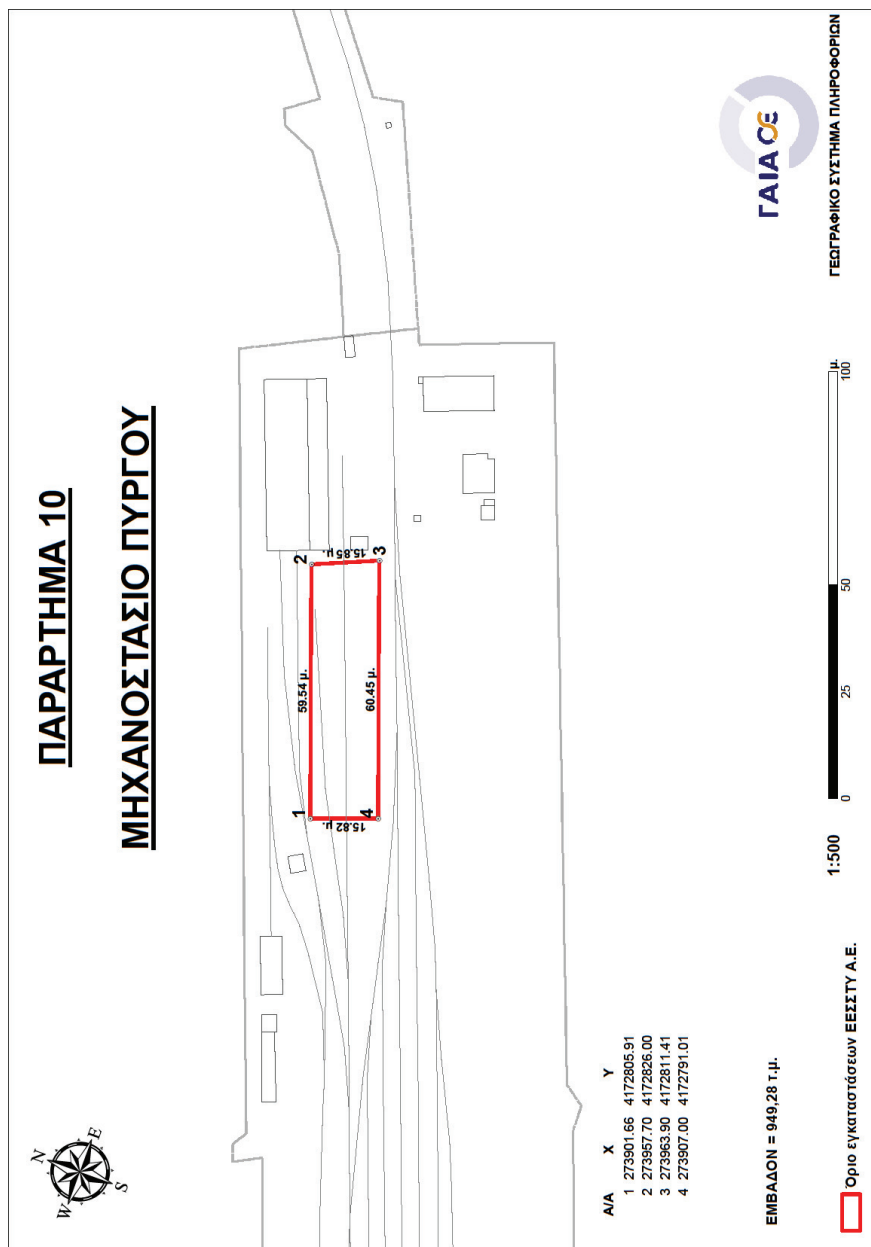 ΠΑΡΑΡΤΗΜΑ 10
ΜΗΧΑΝΟΣΤΑΣΙΟ ΠΥΡΓΟΥ
N
W
E
S
1
59.54 μ.
2
15.82 μ.
15.85 μ.
4
60.45 μ.
3
Α/Α X Y
1 273901.66 4172805.91
2 273957.70 4172826.00
3 273963.90 4172811.41
4 273907.00 4172791.01
ΕΜΒΑΔΟΝ = 949,28 τ.μ.
Όριο εγκαταστάσεων ΕΕΣΣΤΥ Α.Ε.
1:500
0 25 50 100 μ.
ΓΑΙΑ ΟΣΕ
ΓΕΩΓΡΑΦΙΚΟ ΣΥΣΤΗΜΑ ΠΛΗΡΟΦΟΡΙΩΝ